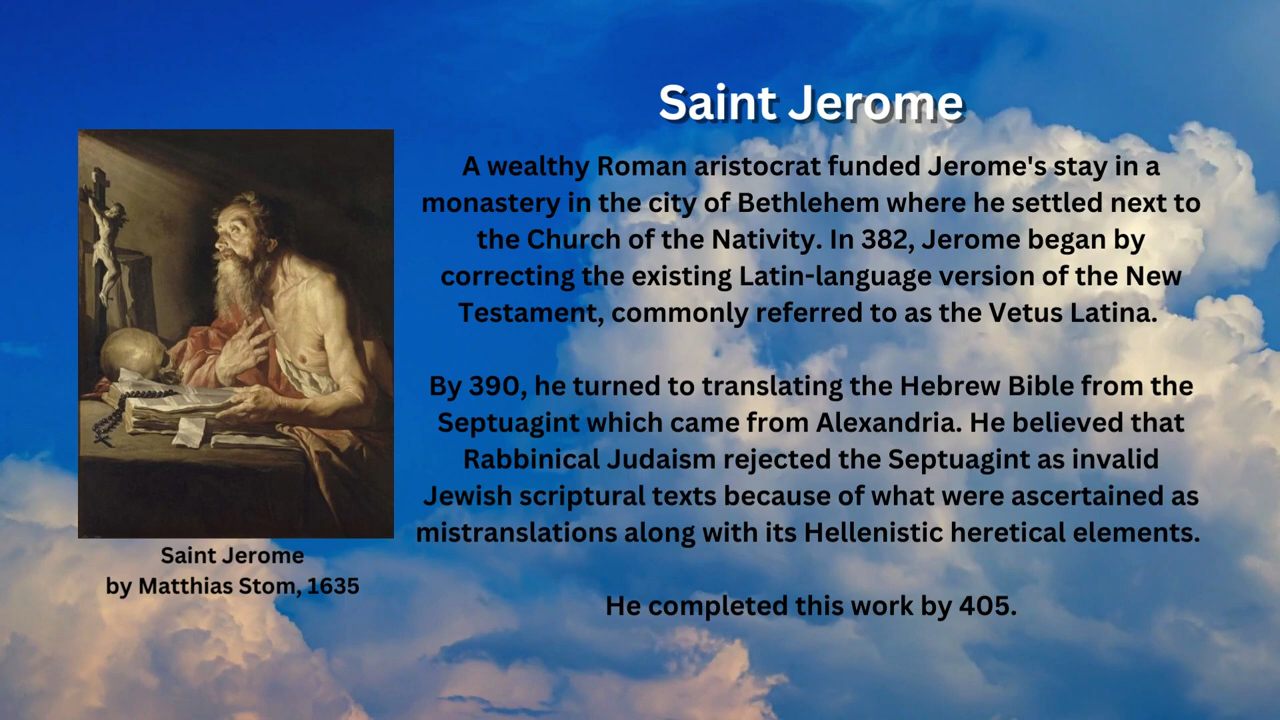 Saint Jerome
A wealthy Roman aristocrat funded Jerome's stay in a
monastery in the city of Bethlehem where he settled next to
the Church of the Nativity. In 382, Jerome began by
correcting the existing Latin-language version of the New
Testament, commonly referred to as the Vetus Latina.
By 390, he turned to translating the Hebrew Bible from the
Septuagint which came from Alexandria. He believed that
Rabbinical Judaism rejected the Septuagint as invalid
Jewish scriptural texts because of what were ascertained as
mistranslations along with its Hellenistic heretical elements.
He completed this work by 405.
Saint Jerome
by Matthias Stom, 1635